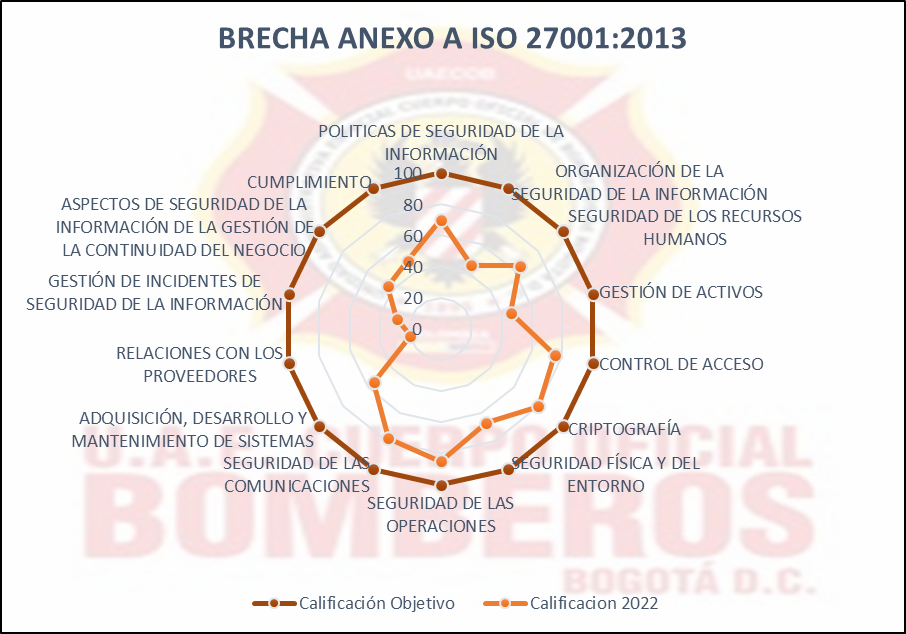 BRECHA ANEXO A ISO 27001:2013
UAECOB
POLITICAS DE SEGURIDAD DE LA
INFORMACIÓN
ORGANIZACIÓN DE LA
SEGURIDAD DE LA INFORMACIÓN
SEGURIDAD DE LOS RECURSOS
HUMANOS
GESTIÓN DE ACTIVOS
CONTROL DE ACCESO
CRIPTOGRAFÍA
SEGURIDAD FÍSICA Y DEL
ENTORNO
SEGURIDAD DE LAS
OPERACIONES
SEGURIDAD DE LAS
COMUNICACIONES
ADQUISICIÓN, DESARROLLO Y
MANTENIMIENTO DE SISTEMAS
RELACIONES CON LOS
PROVEEDORES
GESTIÓN DE INCIDENTES DE
SEGURIDAD DE LA INFORMACIÓN
ASPECTOS DE SEGURIDAD DE LA
INFORMACIÓN DE LA GESTIÓN DE
LA CONTINUIDAD DEL NEGOCIO
CUMPLIMIENTO
100
80
60
40
20
0
U.A.E. CUERPO OFICIAL
BOMBEROS
BOGOTÁ D.C.
Calificación Objetivo
Calificacion 2022